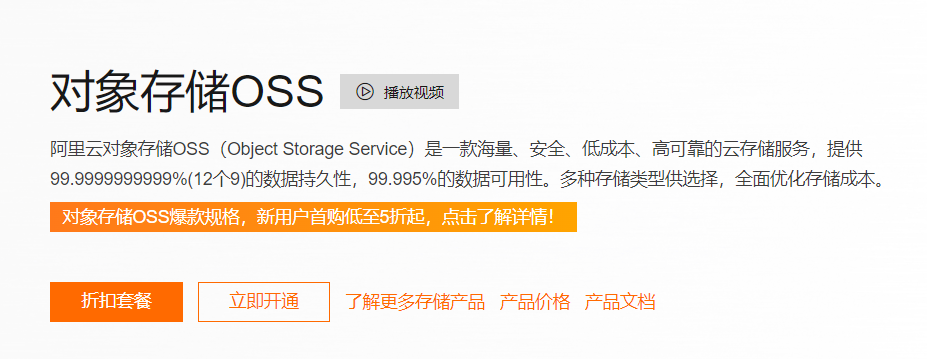 对象存储OSS 播放视频
阿里云对象存储OSS（Object Storage Service）是一款海量、安全、低成本、高可靠的云存储服务，提供
99.9999999999%(12个9)的数据持久性，99.995%的数据可用性。多种存储类型供选择，全面优化存储成本。
对象存储OSS爆款规格，新用户首购低至5折起，点击了解详情！
折扣套餐 立即开通 了解更多存储产品 产品价格 产品文档